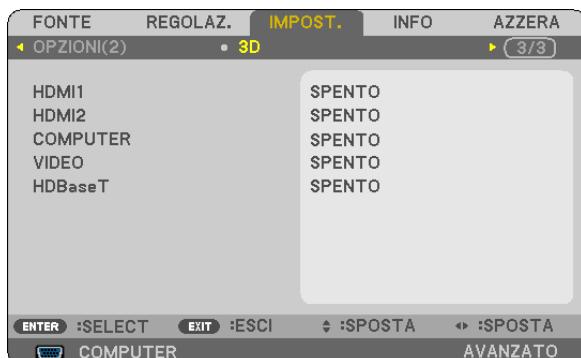 FONTE REGOLAZ. IMPOST. INFO AZZERA
OPZIONI(2) 3D 3/3
HDMI1 SPENTO
HDMI2 SPENTO
COMPUTER SPENTO
VIDEO SPENTO
HDBaseT SPENTO
ENTER :SELECT EXIT :ESCI :SPOSTA :SPOSTA
COMPUTER AVANZATO